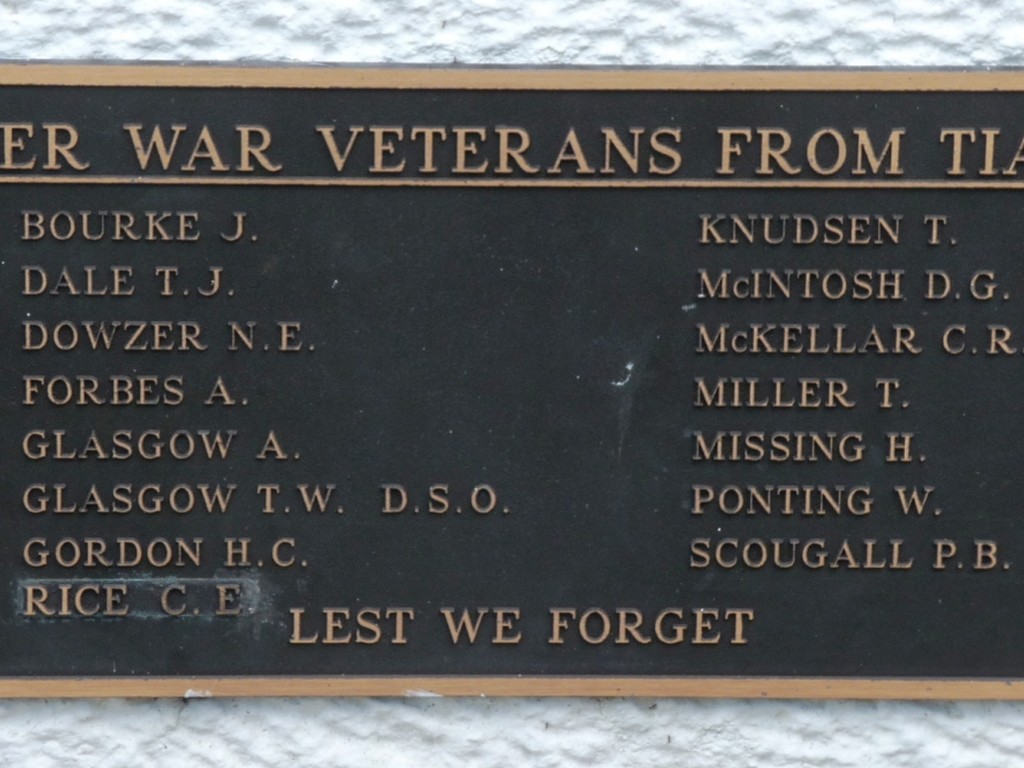 ER WAR VETERANS FROM TIA
BOURKE J.
DALE T.J.
DOWZER N.E.
FORBES A.
GLASGOW A.
GLASGOW T.W. D.S.O.
GORDON H.C.
RICE C.E.
KNUDSEN T.
McINTOSH D.G.
McKELLAR C.R.
MILLER T.
MISSING H.
PONTING W.
SCOUGALL P.B.
LEST WE FORGET